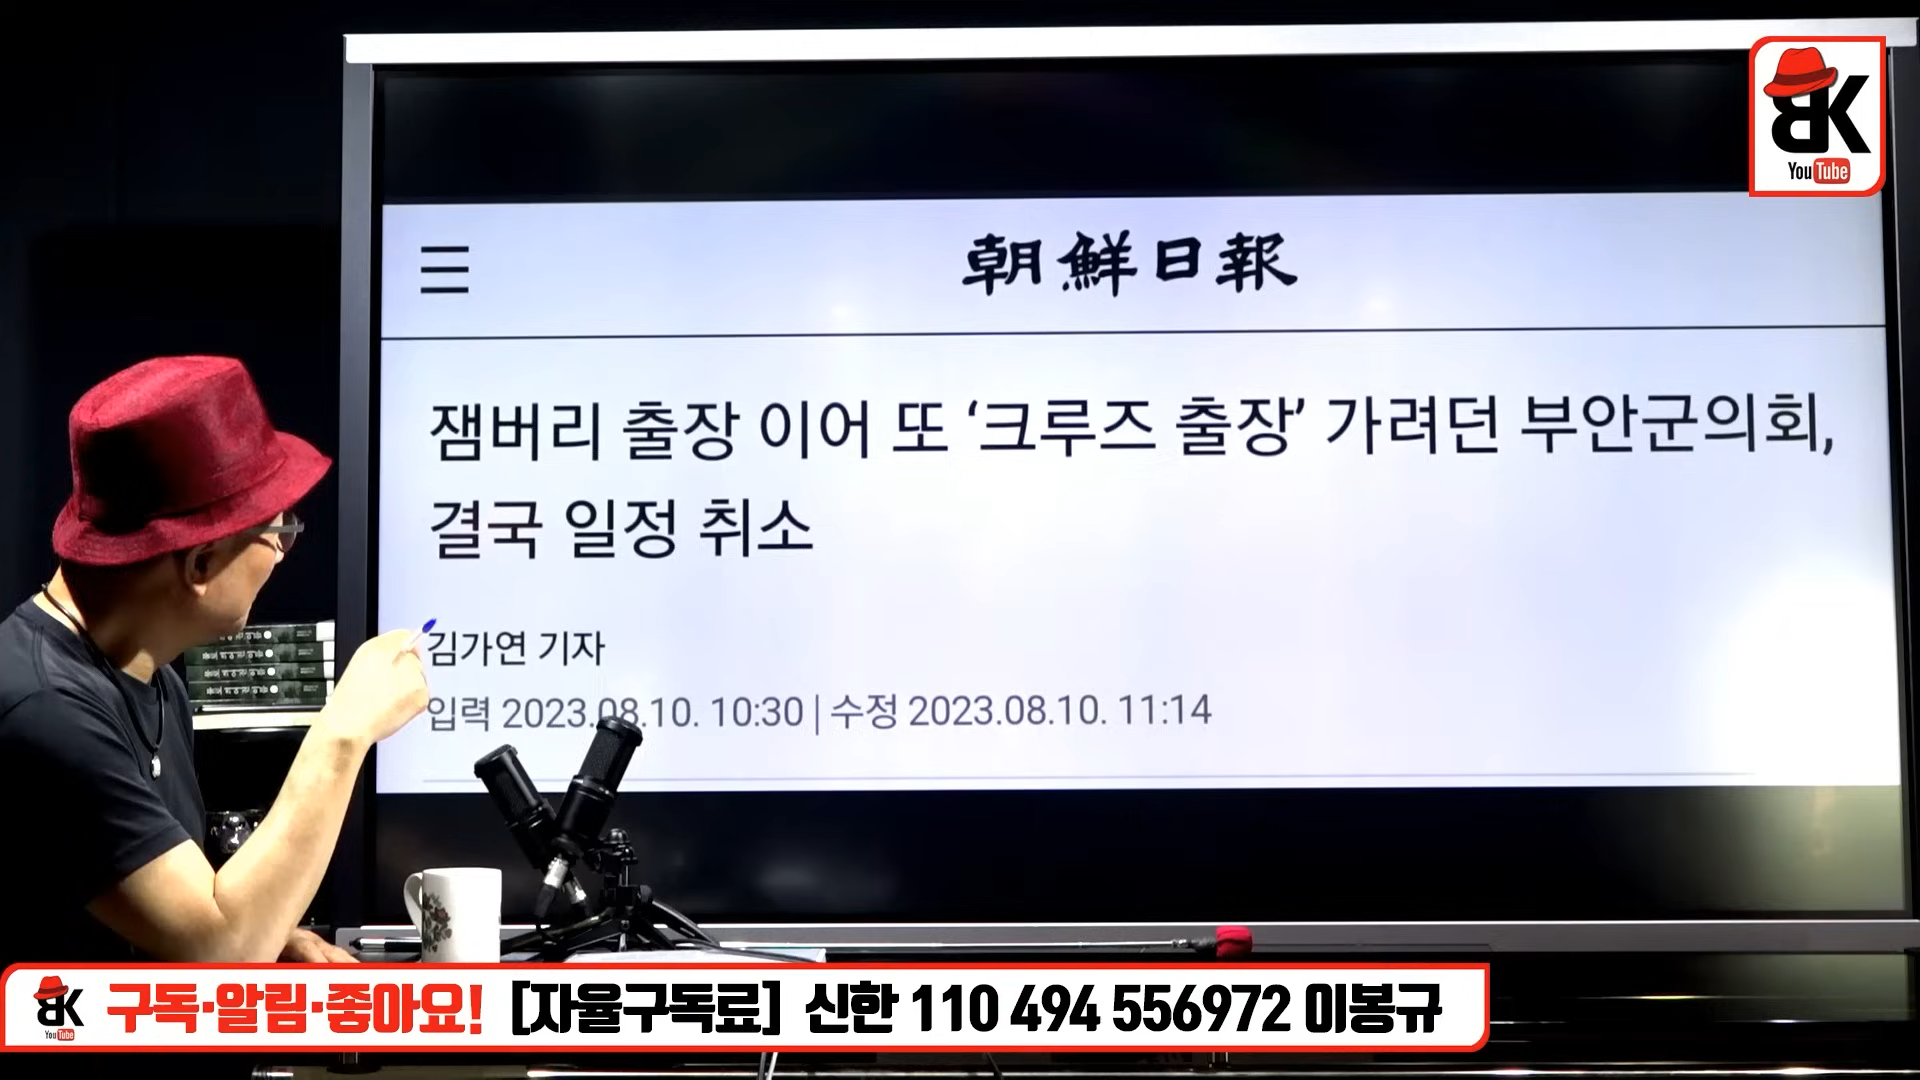 BK
YouTube
朝鮮日報
잼버리 출장 이어 또 ‘크루즈 출장’ 가려던 부안군의회,
결국 일정 취소
김가연 기자
입력 2023.08.10. 10:30 | 수정 2023.08.10. 11:14
BK YouTube 구독·알림·좋아요! [자율구독료] 신한 110 494 556972 이봉규